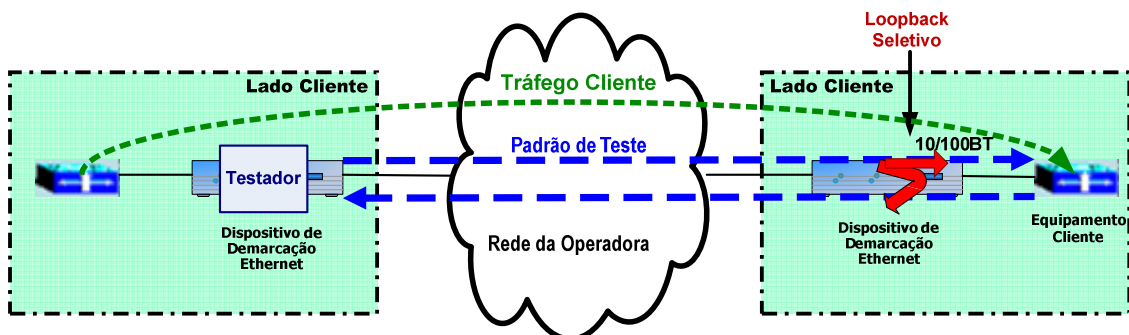 Loopback
Seletivo
Lado Cliente
Lado Cliente
Tráfego Cliente
Padrão de Teste
10/100BT
Testador
Dispositivo de
Demarcação
Ethernet
Rede da Operadora
Dispositivo de
Demarcação
Ethernet
Equipamento
Cliente